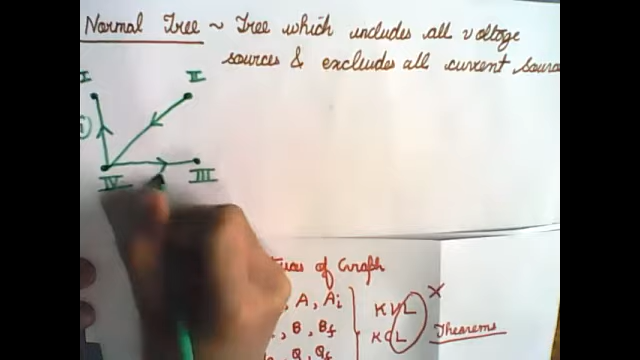 Normal Tree ~ Tree which includes all voltage
sources & excludes all current
I
II
IV
III
of Graph
, A, Ai
KVL
×
, B, Bf
KCL
Theorems
, Q, Qf